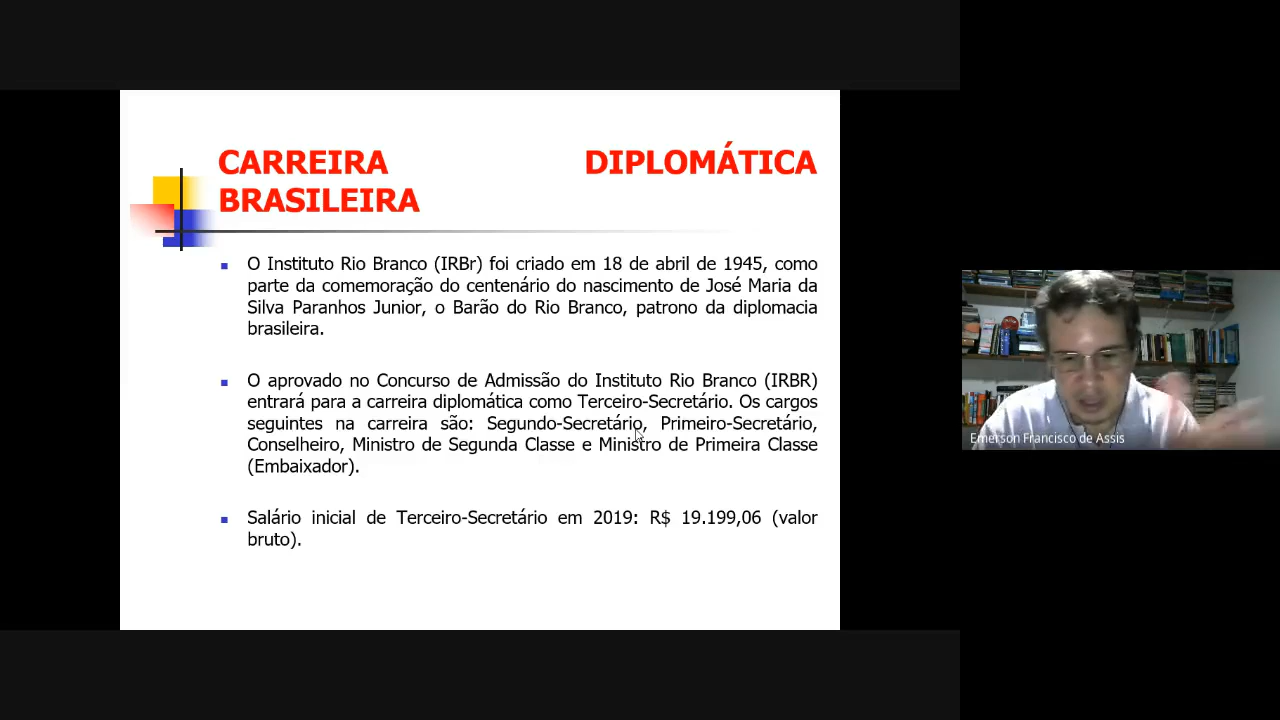 CARREIRA DIPLOMÁTICA
BRASILEIRA
O Instituto Rio Branco (IRBr) foi criado em 18 de abril de 1945, como
parte da comemoração do centenário do nascimento de José Maria da
Silva Paranhos Junior, o Barão do Rio Branco, patrono da diplomacia
brasileira.
O aprovado no Concurso de Admissão do Instituto Rio Branco (IRBR)
entrará para a carreira diplomática como Terceiro-Secretário. Os cargos
seguintes na carreira são: Segundo-Secretário, Primeiro-Secretário,
Conselheiro, Ministro de Segunda Classe e Ministro de Primeira Classe
(Embaixador).
Salário inicial de Terceiro-Secretário em 2019: R$ 19.199,06 (valor
bruto).
Emerson Francisco de Assis